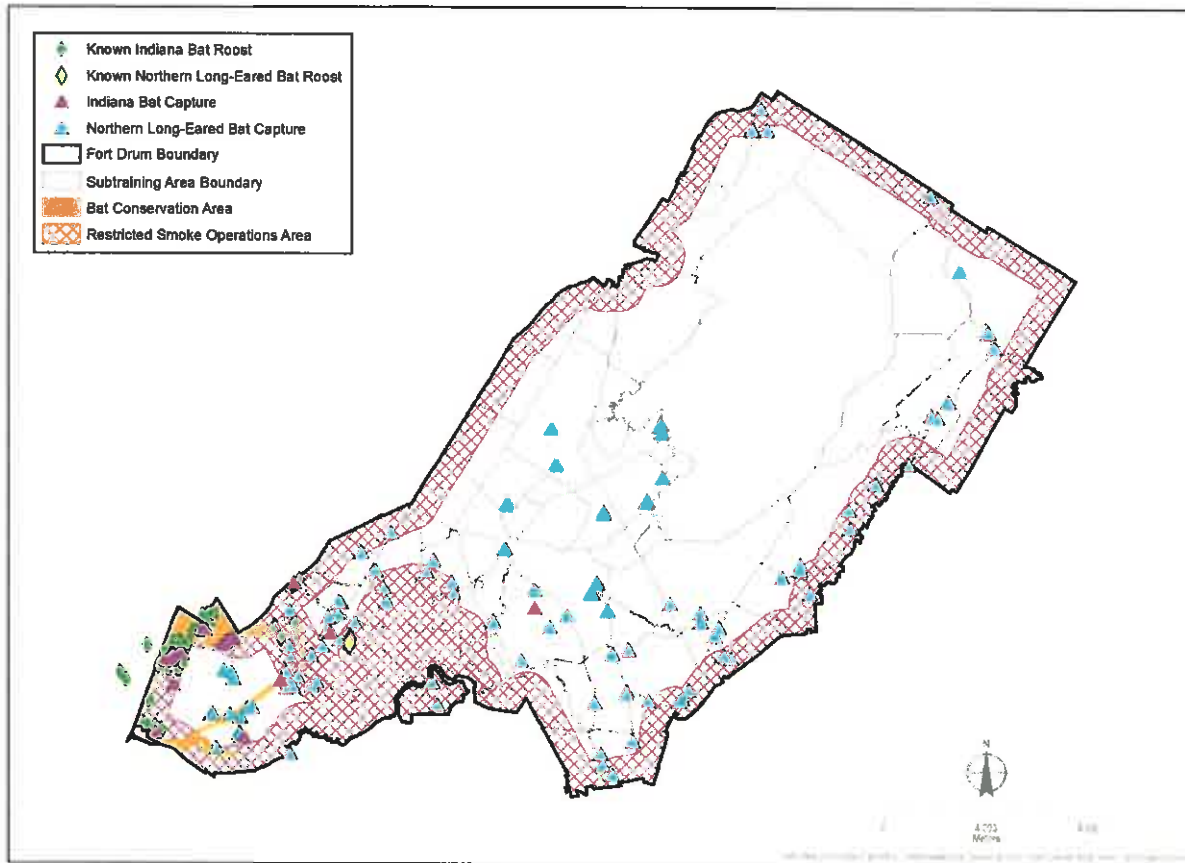 Known Indiana Bat Roost
Known Northern Long-Eared Bat Roost
Indiana Bat Capture
Northern Long-Eared Bat Capture
Fort Drum Boundary
Subtraining Area Boundary
Bat Conservation Area
Restricted Smoke Operations Area
N
Meters